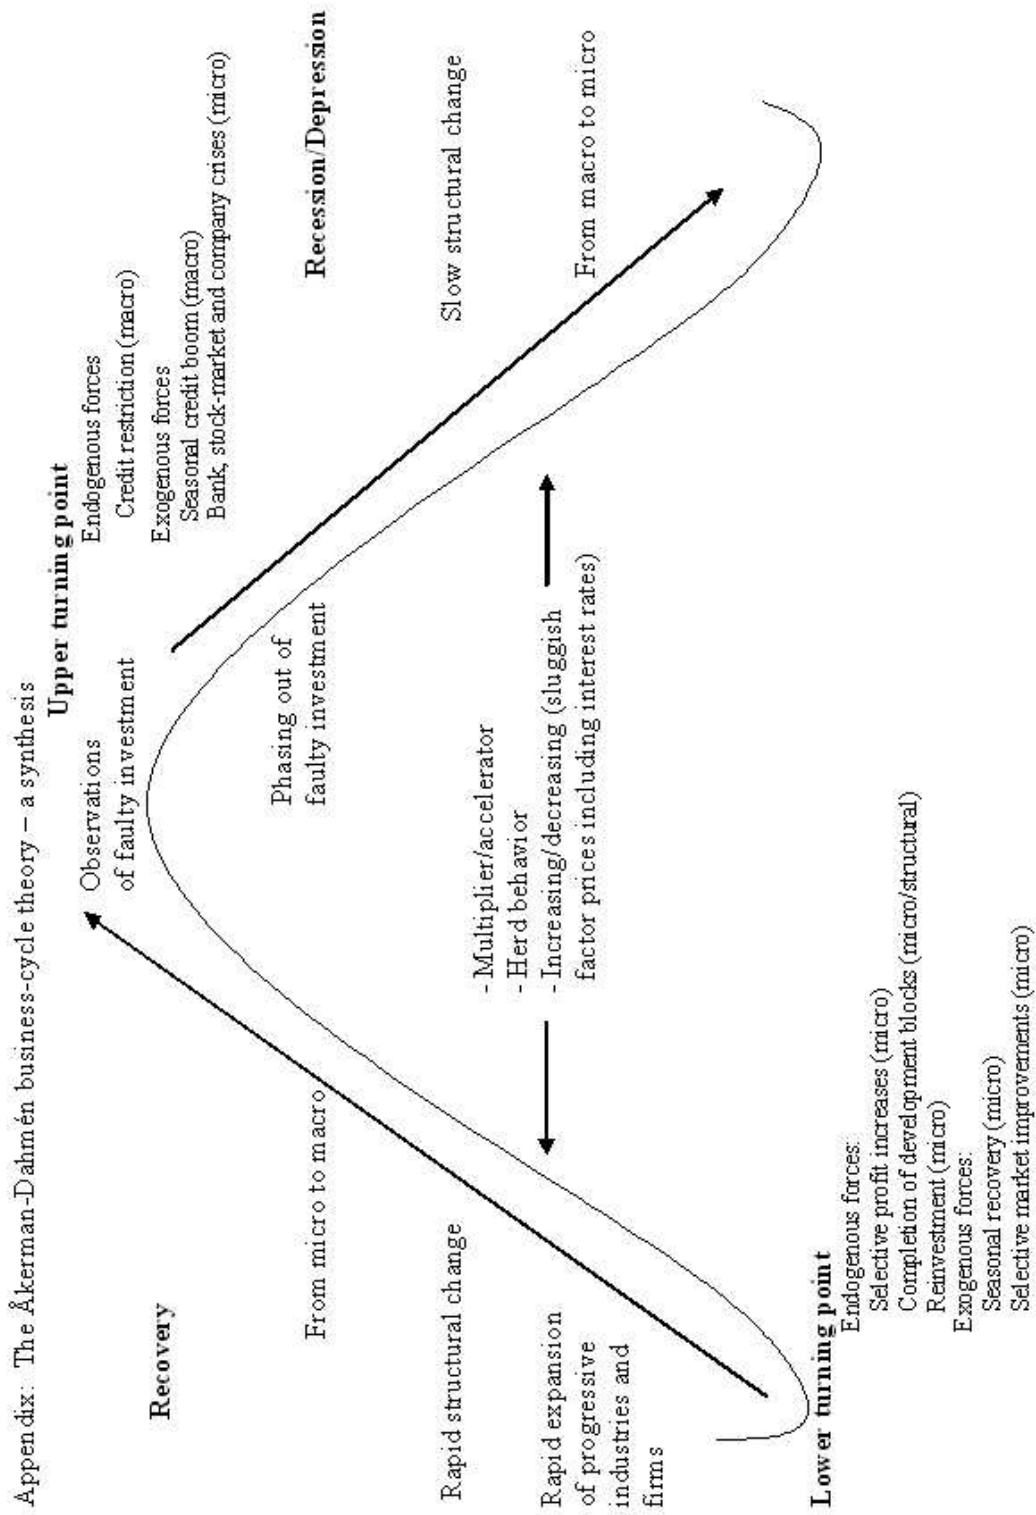 Appendix: The Åkerman-Dahmén business-cycle theory – a synthesis
Upper turning point
Observations
of faulty investment
Endogenous forces
Credit restriction (macro)
Exogenous forces
Seasonal credit boom (macro)
Bank, stock-market and company crises (micro)
Recovery
Phasing out of
faulty investment
Recession/Depression
From micro to macro
Rapid structural change
Slow structural change
Rapid expansion
of progressive
industries and
firms
- Multiplier/accelerator
- Herd behavior
- Increasing/decreasing (sluggish
factor prices including interest rates)
From macro to micro
Lower turning point
Endogenous forces:
Selective profit increases (micro)
Completion of development blocks (micro/structural)
Reinvestment (micro)
Exogenous forces:
Seasonal recovery (micro)
Selective market improvements (micro)